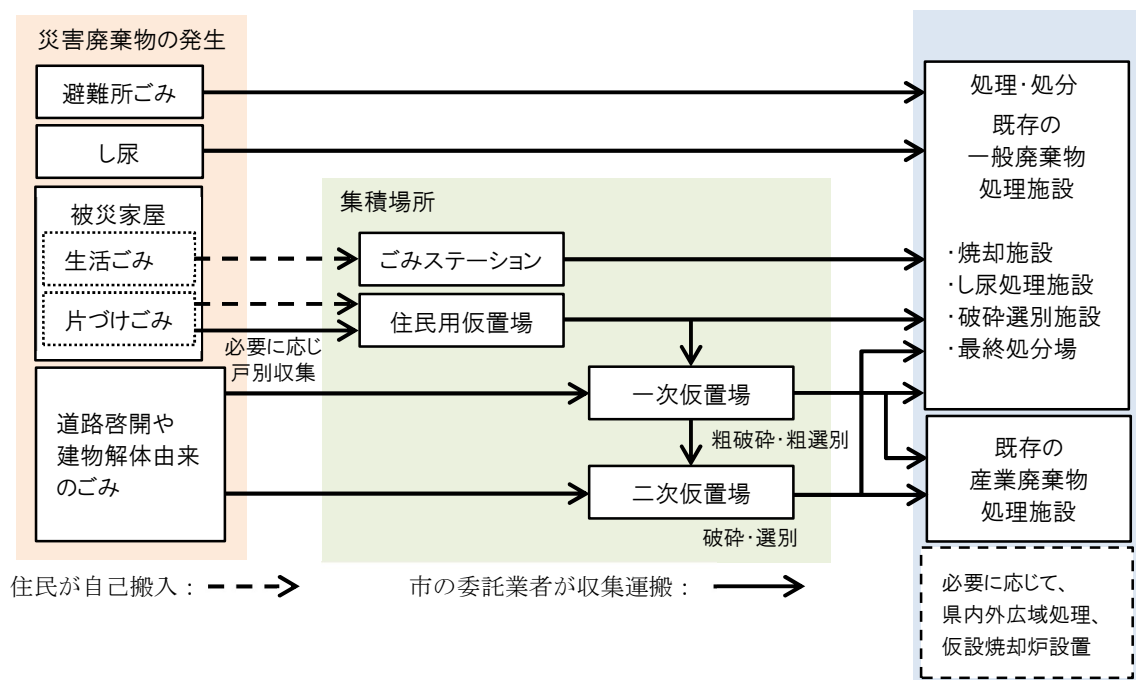 災害廃棄物の発生
避難所ごみ
し尿
被災家屋
生活ごみ
片づけごみ
必要に応じ
戸別収集
道路啓開や
建物解体由来
のごみ
集積場所
ごみステーション
住民用仮置場
一次仮置場
粗破砕・粗選別
二次仮置場
破砕・選別
処理・処分
既存の
一般廃棄物
処理施設
・焼却施設
・し尿処理施設
・破砕選別施設
・最終処分場
既存の
産業廃棄物
処理施設
必要に応じて、
県内外広域処理、
仮設焼却炉設置
住民が自己搬入：
市の委託業者が収集運搬：